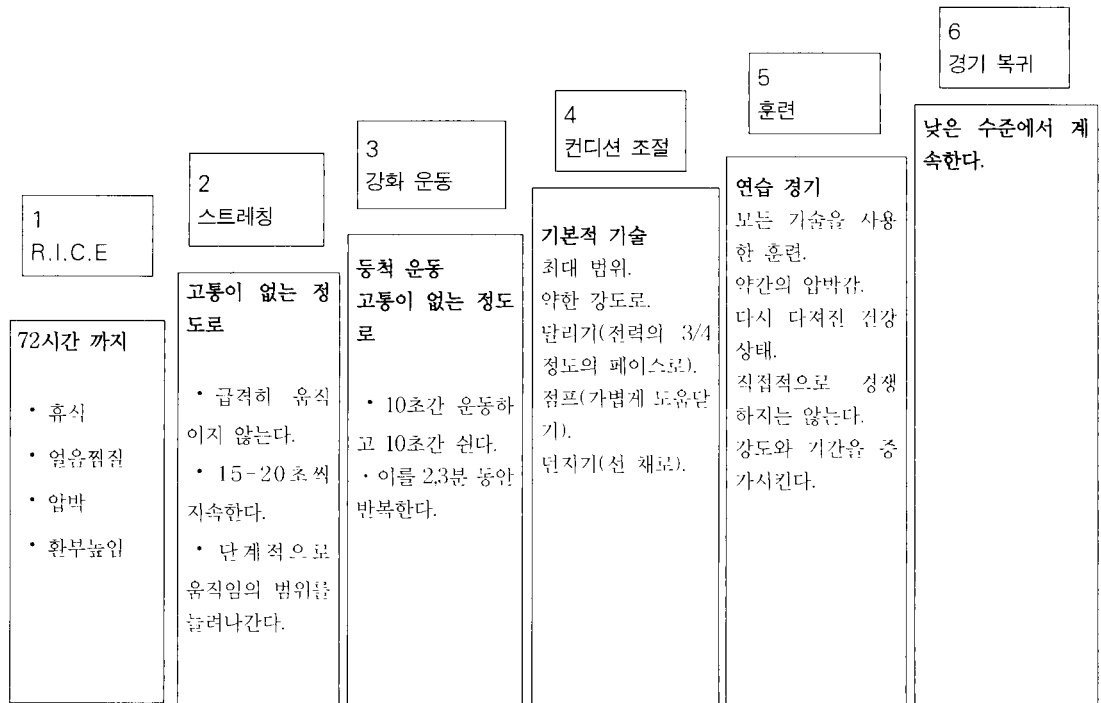 1
R.I.C.E
72시간 까지
• 휴식
• 얼음찜질
• 압박
• 환부높임
2
스트레칭
고통이 없는 정
도로
• 급격히 움직
이지 않는다.
• 15-20초씩
지속한다.
• 단계적으로
움직임의 범위를
늘려나간다.
3
강화 운동
등척 운동
고통이 없는 정도
로
• 10초간 운동하
고 10초간 쉰다.
• 이를 2,3분 동안
반복한다.
4
컨디션 조절
기본적 기술
최대 범위.
약한 강도로.
달리기(전력의 3/4
정도의 페이스로).
점프(가볍게 도움닫
기).
던지기(선 채로).
5
훈련
연습 경기
모든 기술을 사용
한 훈련.
약간의 압박감.
다시 다져진 건강
상태.
직접적으로 경쟁
하지는 않는다.
강도와 기간을 증
가시킨다.
6
경기 복귀
낮은 수준에서 계
속한다.